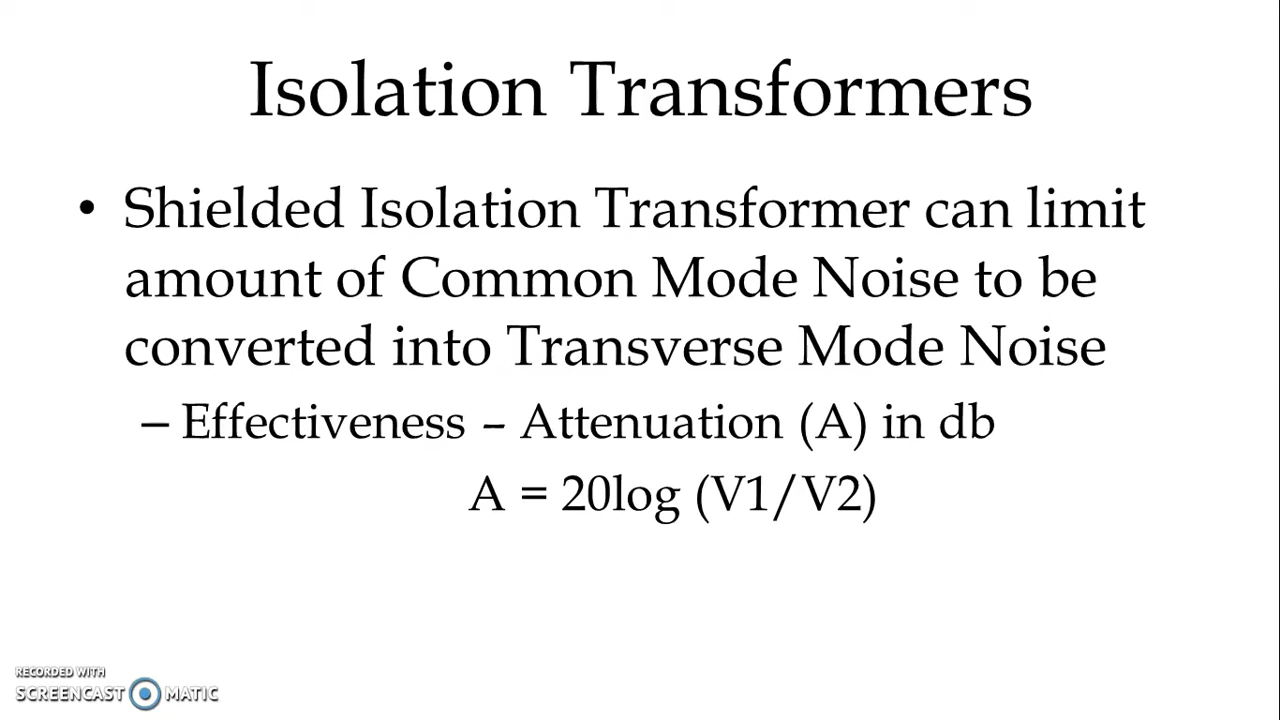 Isolation Transformers
• Shielded Isolation Transformer can limit
amount of Common Mode Noise to be
converted into Transverse Mode Noise
– Effectiveness – Attenuation (A) in db
A = 20log (V1/V2)
RECORDED WITH
SCREENCAST MATIC